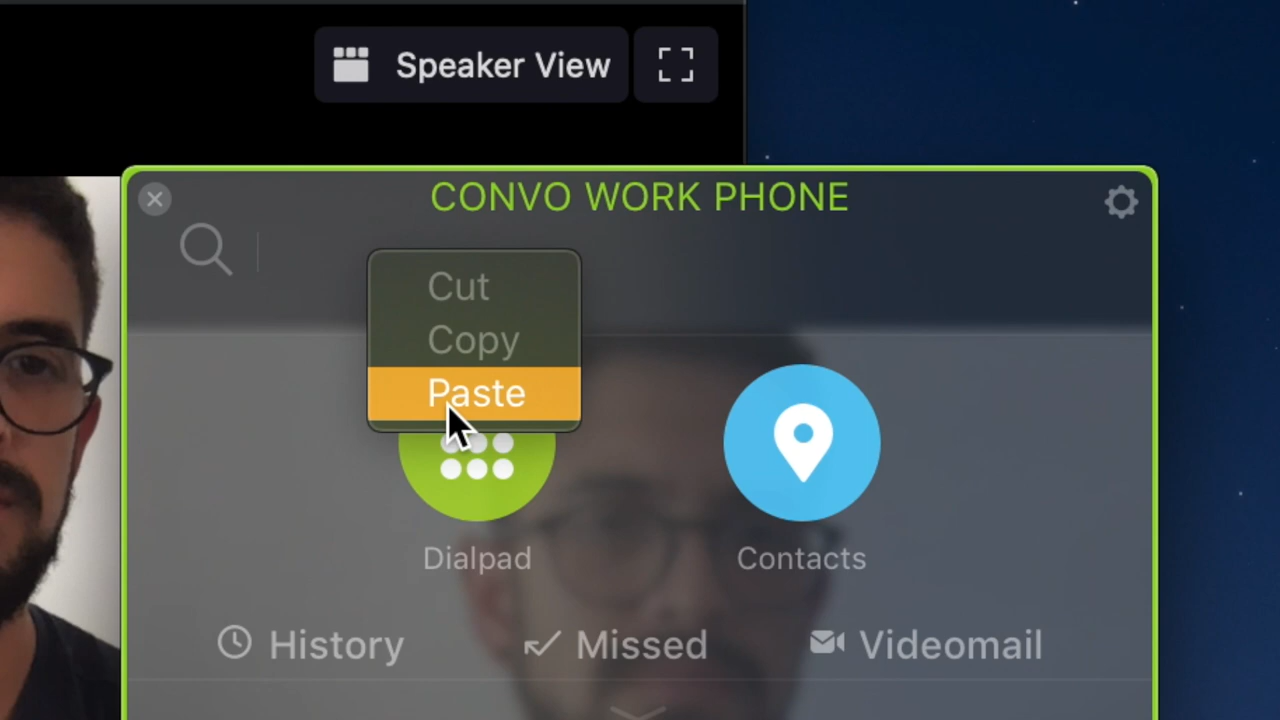 Speaker View
CONVO WORK PHONE
Cut
Copy
Paste
Dialpad
Contacts
History
Missed
Videomail